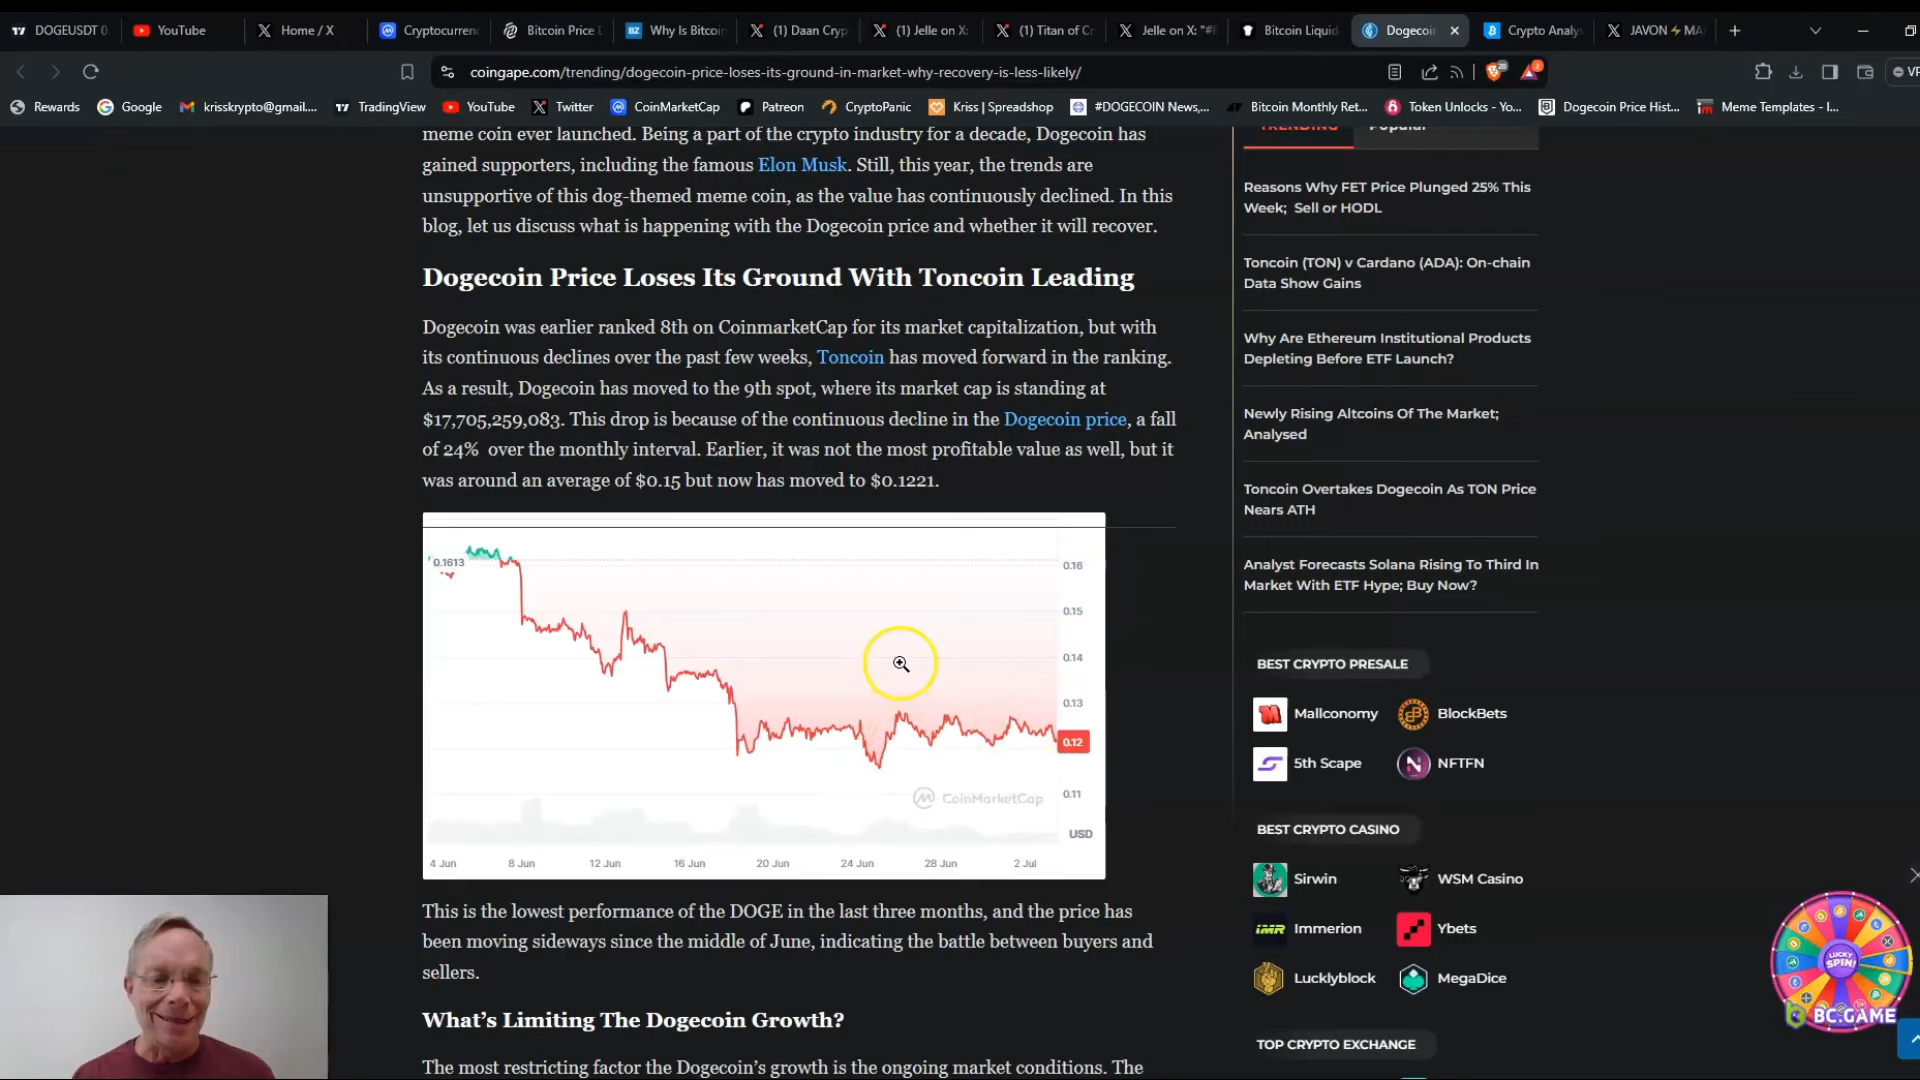 DOGEUSDT 0.
YouTube
Home / X
Cryptocurrenc
Bitcoin Price D
Why Is Bitcoin
(1) Daan Cryp
(1) Jelle on X:
(1) Titan of Cr
Jelle on X: "#B
Bitcoin Liquid
Dogecoin
Crypto Analys
JAVON⚡MA
coingape.com/trending/dogecoin-price-loses-its-ground-in-market-why-recovery-is-less-likely/
VP
Rewards
Google
krisskrypto@gmail....
TradingView
YouTube
Twitter
CoinMarketCap
Patreon
CryptoPanic
Kriss | Spreadshop
#DOGECOIN News,...
Bitcoin Monthly Ret...
Token Unlocks - Yo...
Dogecoin Price Hist...
Meme Templates - I...
meme coin ever launched. Being a part of the crypto industry for a decade, Dogecoin has
gained supporters, including the famous Elon Musk. Still, this year, the trends are
unsupportive of this dog-themed meme coin, as the value has continuously declined. In this
blog, let us discuss what is happening with the Dogecoin price and whether it will recover.
Dogecoin Price Loses Its Ground With Toncoin Leading
Dogecoin was earlier ranked 8th on CoinmarketCap for its market capitalization, but with
its continuous declines over the past few weeks, Toncoin has moved forward in the ranking.
As a result, Dogecoin has moved to the 9th spot, where its market cap is standing at
$17,705,259,083. This drop is because of the continuous decline in the Dogecoin price, a fall
of 24% over the monthly interval. Earlier, it was not the most profitable value as well, but it
was around an average of $0.15 but now has moved to $0.1221.
0.1613
0.16
0.15
0.14
0.13
0.12
0.11
CoinMarketCap
USD
4 Jun
8 Jun
12 Jun
16 Jun
20 Jun
24 Jun
28 Jun
2 Jul
This is the lowest performance of the DOGE in the last three months, and the price has
been moving sideways since the middle of June, indicating the battle between buyers and
sellers.
What's Limiting The Dogecoin Growth?
The most restricting factor the Dogecoin's growth is the ongoing market conditions. The
TRENDING
Popular
Reasons Why FET Price Plunged 25% This
Week; Sell or HODL
Toncoin (TON) v Cardano (ADA): On-chain
Data Show Gains
Why Are Ethereum Institutional Products
Depleting Before ETF Launch?
Newly Rising Altcoins Of The Market;
Analysed
Toncoin Overtakes Dogecoin As TON Price
Nears ATH
Analyst Forecasts Solana Rising To Third In
Market With ETF Hype; Buy Now?
BEST CRYPTO PRESALE
Mallconomy
BlockBets
5th Scape
NFTFN
BEST CRYPTO CASINO
Sirwin
WSM Casino
Immerion
Ybets
Lucklyblock
MegaDice
TOP CRYPTO EXCHANGE
LUCKY
SPIN!
BC.GAME